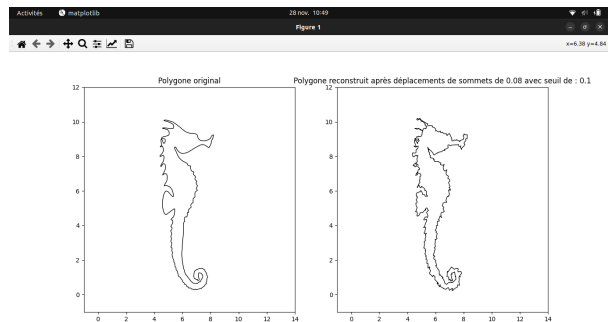 Activités matplotlib 28 nov. 10:49
Figure 1
x=6.38 y=4.84
Polygone original
Polygone reconstruit après déplacements de sommets de 0.08 avec seuil de : 0.1
12
10
8
6
4
2
0
0 2 4 6 8 10 12 14
12
10
8
6
4
2
0
0 2 4 6 8 10 12 14